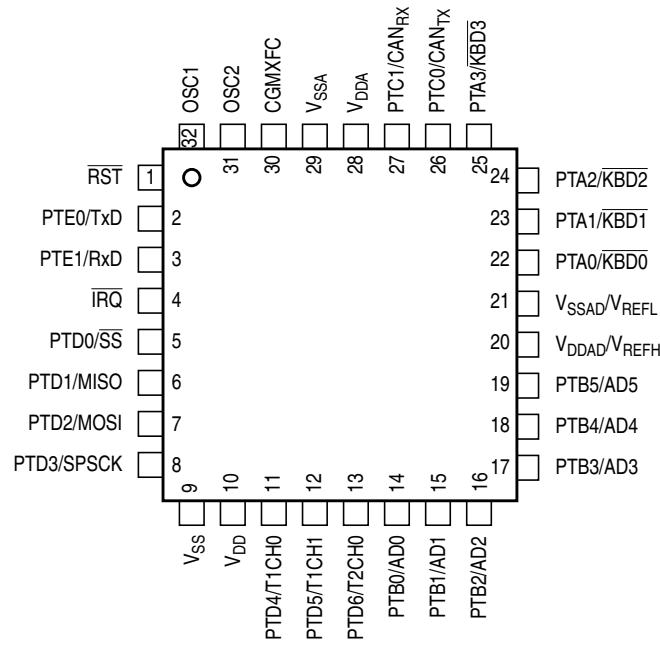 OSC1
OSC2
CGMXFC
VSSA
VDDA
PTC1/CANRX
PTC0/CANTX
PTA3/KBD3
32
31
30
29
28
27
26
25
RST 1
PTE0/TxD 2
PTE1/RxD 3
IRQ 4
PTD0/SS 5
PTD1/MISO 6
PTD2/MOSI 7
PTD3/SPSCK 8
24 PTA2/KBD2
23 PTA1/KBD1
22 PTA0/KBD0
21 VSSAD/VREFL
20 VDDAD/VREFH
19 PTB5/AD5
18 PTB4/AD4
17 PTB3/AD3
9
10
11
12
13
14
15
16
VSS
VDD
PTD4/T1CH0
PTD5/T1CH1
PTD6/T2CH0
PTB0/AD0
PTB1/AD1
PTB2/AD2